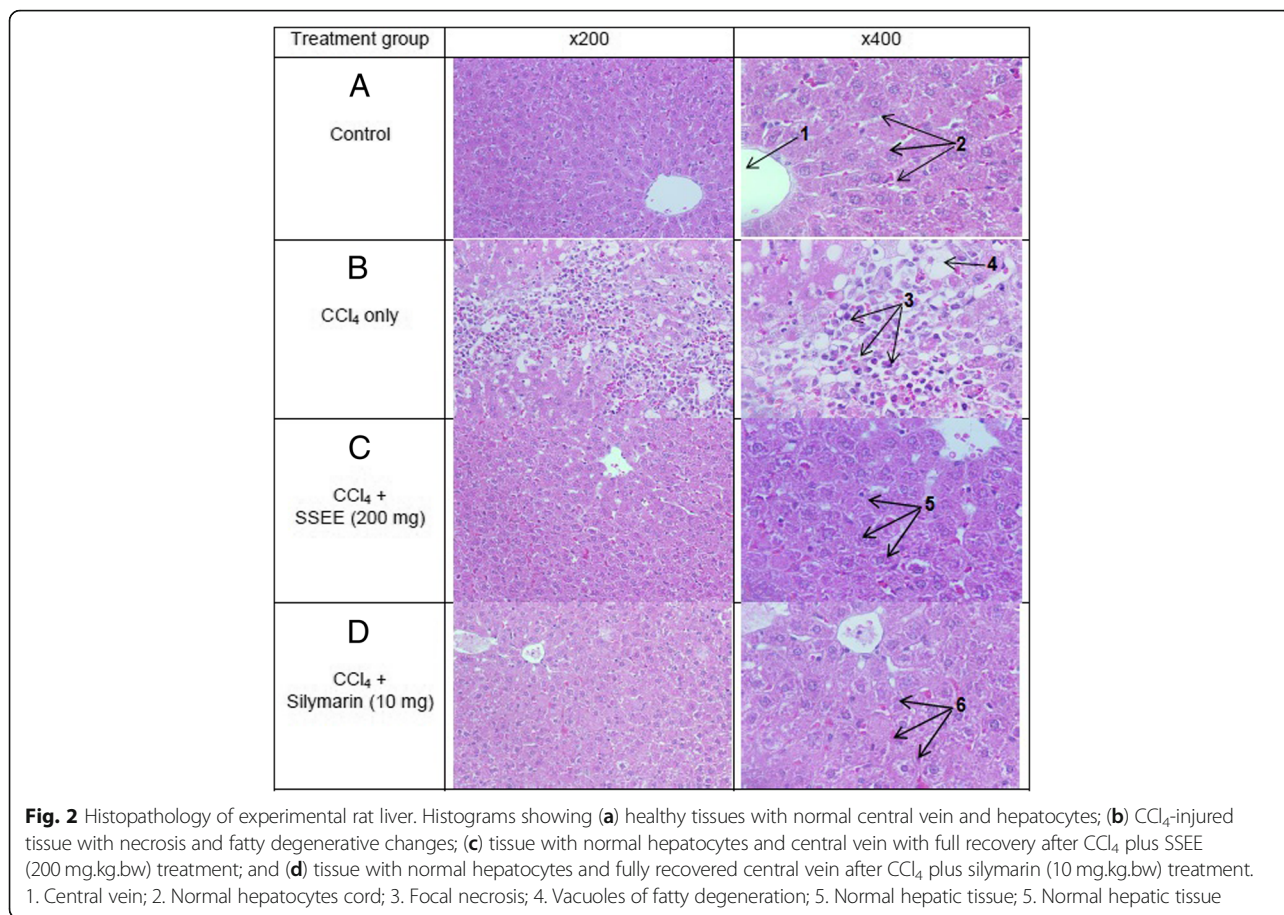 Treatment group x200 x400
A
Control
1
2
B
CCl4 only
4
3
C
CCl4 +
SSEE (200 mg)
5
D
CCl4 +
Silymarin (10 mg)
6
Fig. 2 Histopathology of experimental rat liver. Histograms showing (a) healthy tissues with normal central vein and hepatocytes; (b) CCl4-injured
tissue with necrosis and fatty degenerative changes; (c) tissue with normal hepatocytes and central vein with full recovery after CCl4 plus SSEE
(200 mg.kg.bw) treatment; and (d) tissue with normal hepatocytes and fully recovered central vein after CCl4 plus silymarin (10 mg.kg.bw) treatment.
1. Central vein; 2. Normal hepatocytes cord; 3. Focal necrosis; 4. Vacuoles of fatty degeneration; 5. Normal hepatic tissue; 5. Normal hepatic tissue